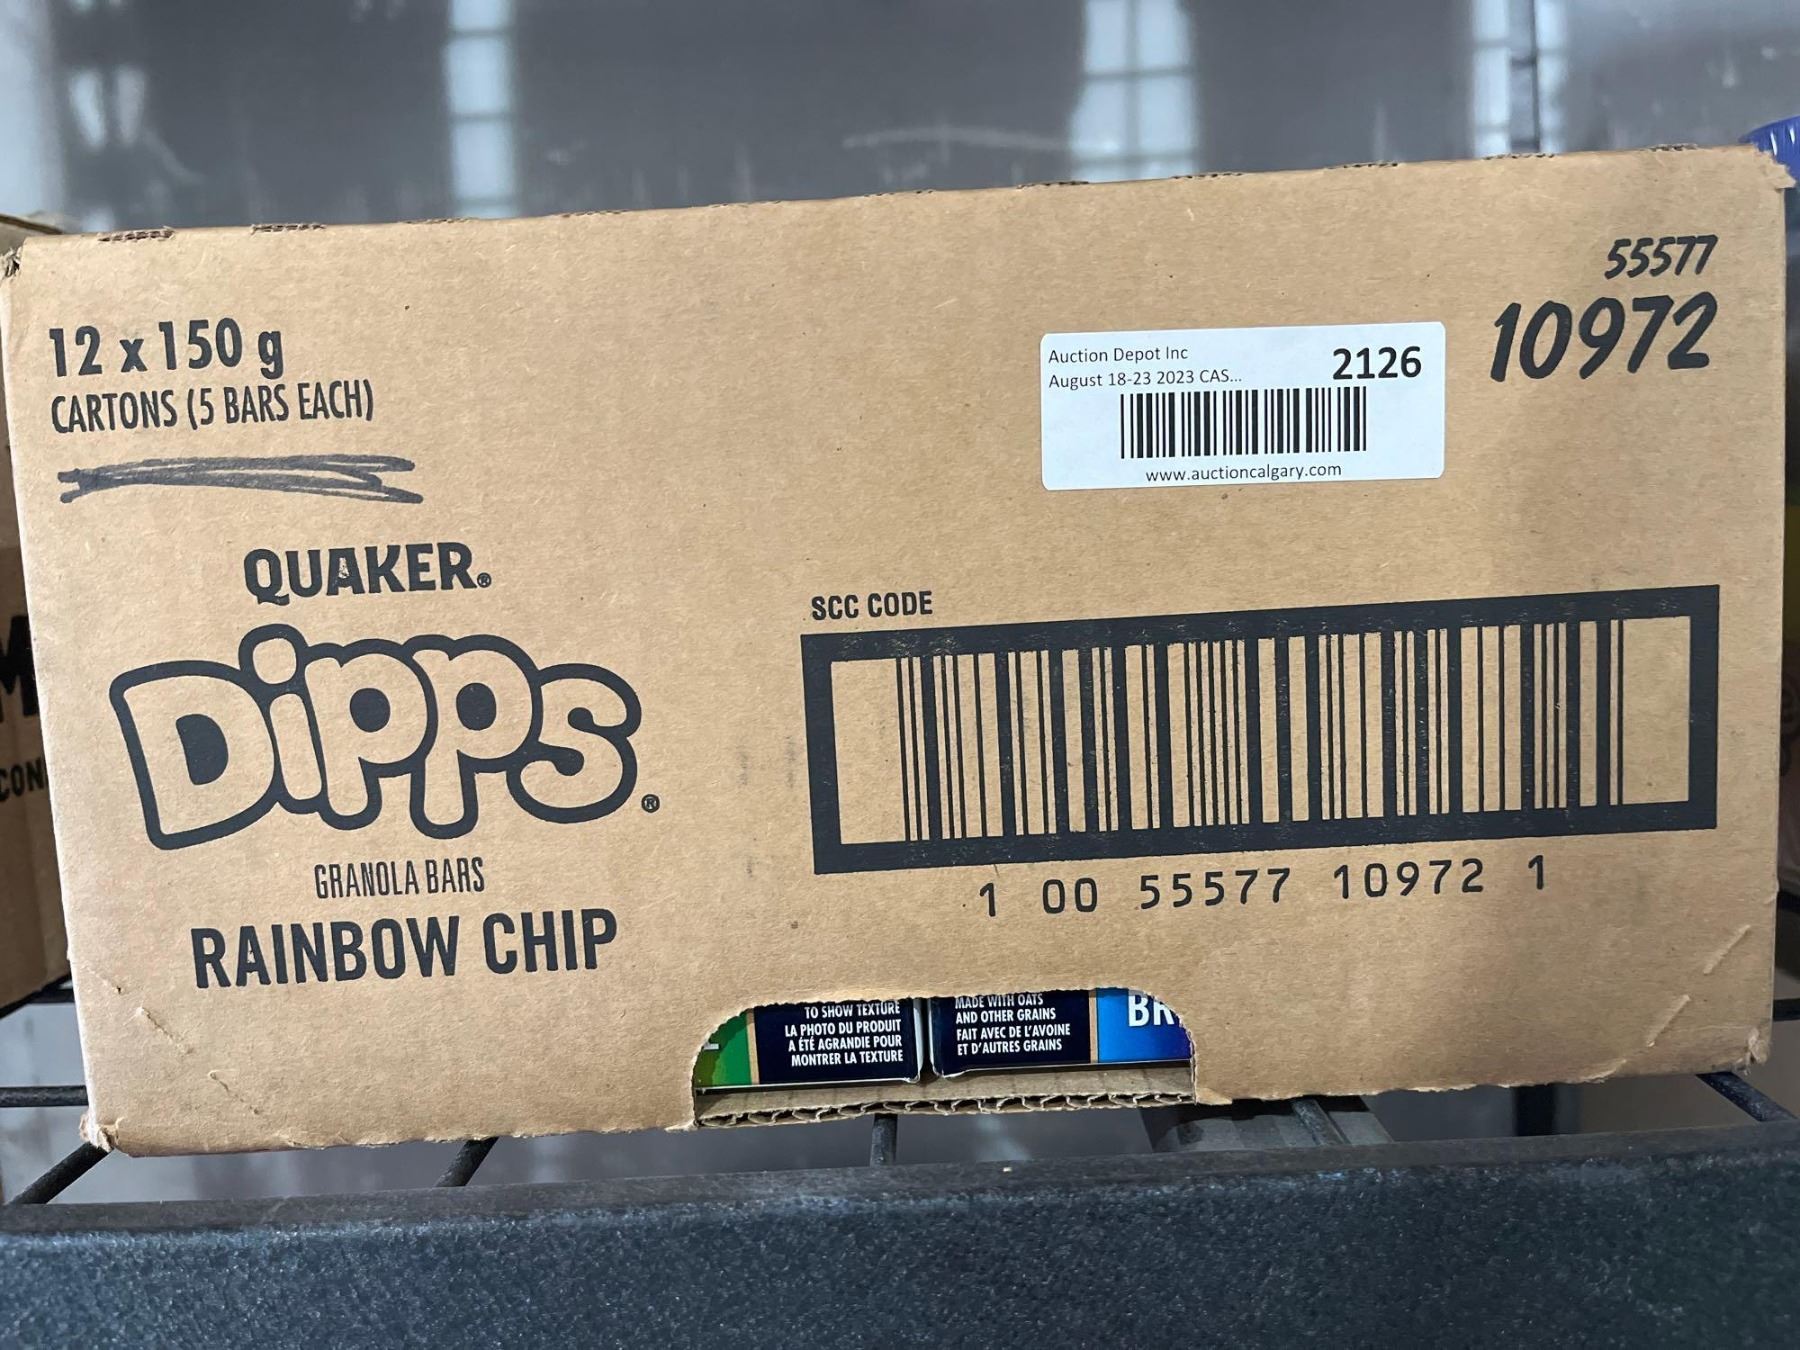 55577
10972
12 x 150 g
CARTONS (5 BARS EACH)
Auction Depot Inc
August 18-23 2023 CAS...
2126
www.auctioncalgary.com
QUAKER®
Dipps®
GRANOLA BARS
RAINBOW CHIP
SCC CODE
1 00 55577 10972 1
TO SHOW TEXTURE
LA PHOTO DU PRODUIT
A ÉTÉ AGRANDIE POUR
MONTRER LA TEXTURE
MADE WITH OATS
AND OTHER GRAINS
FAIT AVEC DE L'AVOINE
ET D'AUTRES GRAINS